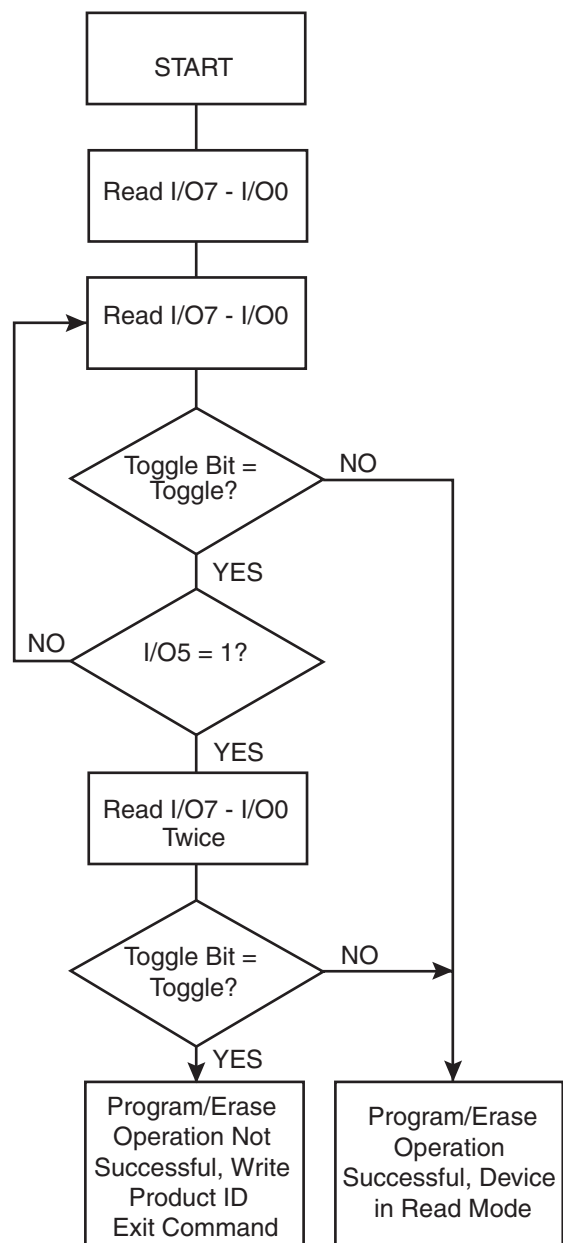 START
Read I/O7 - I/O0
Read I/O7 - I/O0
Toggle Bit =
Toggle?
NO
YES
NO
I/O5 = 1?
YES
Read I/O7 - I/O0
Twice
Toggle Bit =
Toggle?
NO
YES
Program/Erase
Operation Not
Successful, Write
Product ID
Exit Command
Program/Erase
Operation
Successful, Device
in Read Mode